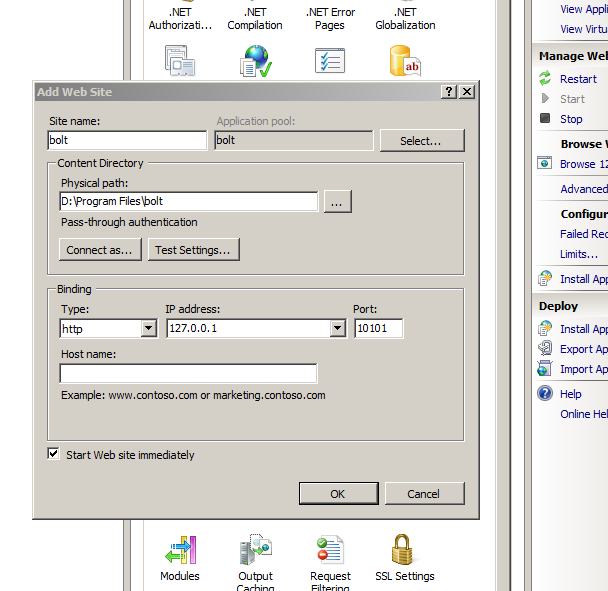 .NET
Authorizati...
.NET
Compilation
.NET Error
Pages
.NET
Globalization
ab
Add Web Site
?
Site name:
Application pool:
bolt
bolt
Select...
Content Directory
Physical path:
D:\Program Files\bolt
...
Pass-through authentication
Connect as...
Test Settings...
Binding
Type:
IP address:
Port:
http
127.0.0.1
10101
Host name:
Example: www.contoso.com or marketing.contoso.com
Start Web site immediately
OK
Cancel
Modules
Output
Caching
Request
Filtering
SSL Settings
View Appli
View Virtu
Manage Web
Restart
Start
Stop
Browse W
Browse 12
Advanced
Configur
Failed Rec
Limits...
Install App
Deploy
Install App
Export Ap
Import Ap
Help
Online Hel